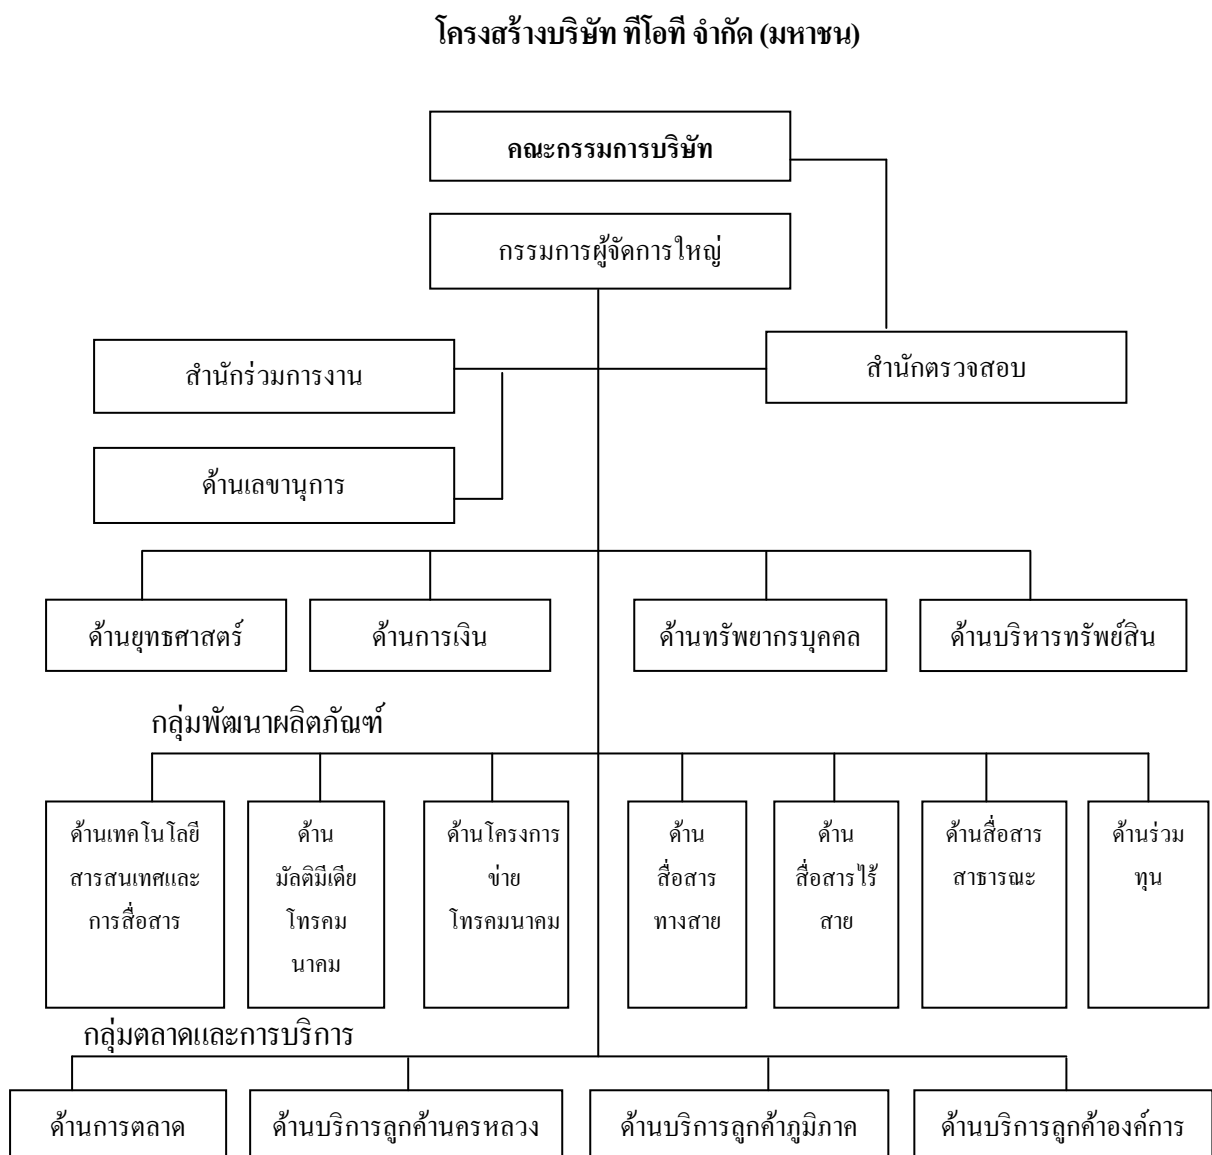 โครงสร้างบริษัท ทีโอที จำกัด (มหาชน)
คณะกรรมการบริษัท
กรรมการผู้จัดการใหญ่
สำนักร่วมการงาน
สำนักตรวจสอบ
ด้านเลขานุการ
ด้านยุทธศาสตร์
ด้านการเงิน
ด้านทรัพยากรบุคคล
ด้านบริหารทรัพย์สิน
กลุ่มพัฒนาผลิตภัณฑ์
ด้านเทคโนโลยี
สารสนเทศและ
การสื่อสาร
ด้าน
มัลติมีเดีย
โทรคม
นาคม
ด้านโครงการ
ข่าย
โทรคมนาคม
ด้าน
สื่อสาร
ทางสาย
ด้าน
สื่อสารไร้
สาย
ด้านสื่อสาร
สาธารณะ
ด้านร่วม
ทุน
กลุ่มตลาดและการบริการ
ด้านการตลาด
ด้านบริการลูกค้านครหลวง
ด้านบริการลูกค้าภูมิภาค
ด้านบริการลูกค้าองค์การ